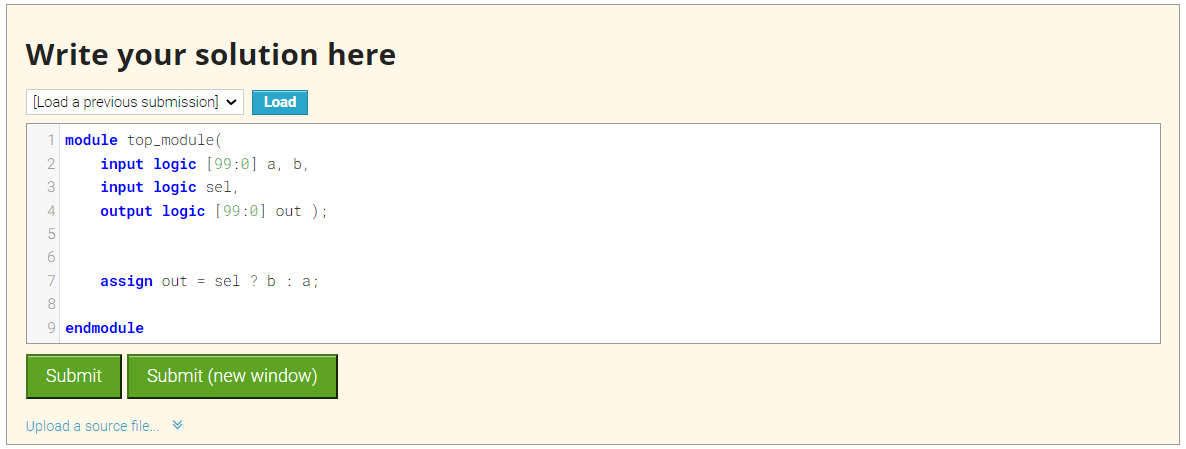 Write your solution here
[Load a previous submission] Load
1 module top_module(
2     input logic [99:0] a, b,
3     input logic sel,
4     output logic [99:0] out );
5
6
7     assign out = sel ? b : a;
8
9 endmodule
Submit Submit (new window)
Upload a source file...